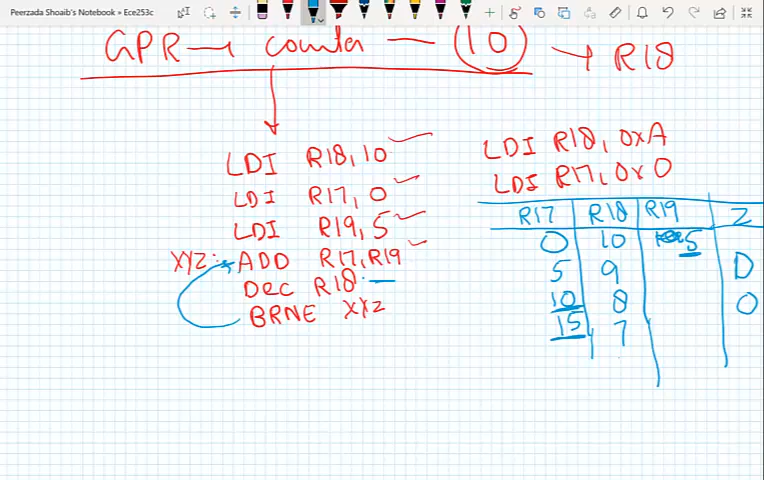 Peerzada Shoaib's Notebook » Ece253c
GPR → counter — (10) → R18
LDI R18, 10
LDI R17, 0
LDI R19, 5
XYZ: ADD R17, R19
Dec R18
BRNE XYZ
LDI R18, 0xA
LDI R17, 0x0
R17 R18 R19 Z
0 10 5
5 9 0
10 8 0
15 7